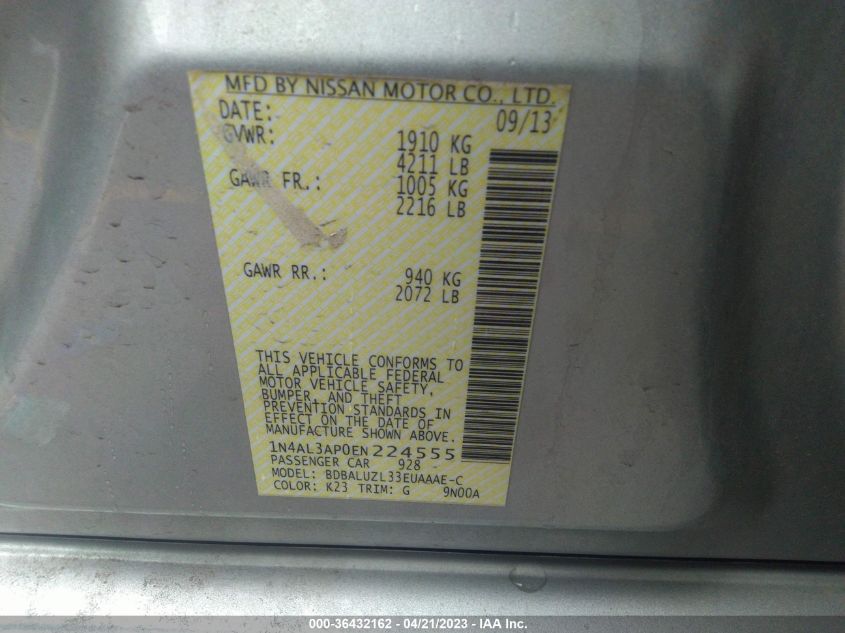 MFD BY NISSAN MOTOR CO., LTD.
DATE: 09/13
GVWR: 1910 KG
4211 LB
GAWR FR.: 1005 KG
2216 LB
GAWR RR.: 940 KG
2072 LB
THIS VEHICLE CONFORMS TO
ALL APPLICABLE FEDERAL
MOTOR VEHICLE SAFETY,
BUMPER, AND THEFT
PREVENTION STANDARDS IN
EFFECT ON THE DATE OF
MANUFACTURE SHOWN ABOVE.
1N4AL3AP0EN224555
PASSENGER CAR 928
MODEL: BDBALUZL33EUAAAE-C
COLOR: K23 TRIM: G 9N00A
000-36432162 - 04/21/2023 - IAA Inc.